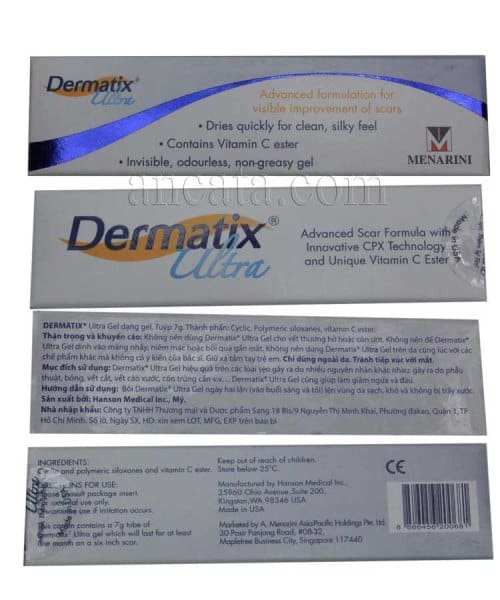 Dermatix®
Ultra
Advanced formulation for
visible improvement of scars
• Dries quickly for clean, silky feel
• Contains Vitamin C ester
• Invisible, odourless, non-greasy gel
MENARINI
ancata.com
Dermatix®
Ultra
Advanced Scar Formula with
Innovative CPX Technology
and Unique Vitamin C Ester
Made in USA
DERMATIX® Ultra Gel dạng gel. Tuýp 7g. Thành phần: Cyclic, Polymeric siloxanes, vitamin C ester.
Thận trọng và khuyến cáo: Không nên dùng Dermatix® Ultra Gel cho vết thương hở hoặc còn ướt. Không nên để Dermatix®
Ultra Gel dính vào màng nhầy, niêm mạc hoặc bôi quá gần mắt. Không nên dùng Dermatix® Gel Ultra trên da cùng lúc với các
chế phẩm khác mà không có ý kiến của bác sĩ. Giữ xa tầm tay trẻ em. Chỉ dùng ngoài da. Tránh tiếp xúc với mắt.
Mục đích sử dụng: Dermatix® Ultra Gel hiệu quả trên các loại sẹo gây ra do nhiều nguyên nhân khác nhau: gây ra do phẫu
thuật, bỏng, vết cắt, vết cào xước, côn trùng cắn v.v... Dermatix® Ultra Gel cũng giúp làm giảm ngứa và đau.
Hướng dẫn sử dụng: Bôi Dermatix® Ultra Gel ngày hai lần (vào buổi sáng và tối) lên vùng da sạch, khô và không bị trầy xước.
Sản xuất bởi: Hanson Medical Inc., Mỹ.
Nhà nhập khẩu: Công ty TNHH Thương mại và Dược phẩm Sang 18 Bis/9 Nguyễn Thị Minh Khai, Phường đakao, Quận 1, TP
Hồ Chí Minh. Số lô, Ngày SX, HD: xin xem LOT, MFG, EXP trên bao bì
INGREDIENTS:
Cyclic and polymeric siloxanes and vitamin C ester.
DIRECTIONS FOR USE:
Please consult package insert.
For external use only.
Discontinue use if irritation occurs.
This carton contains a 7g tube of
Dermatix® Ultra gel which will last for at least
one month on a six inch scar.
Ultra
Keep out of reach of children.
Store below 25°C.
Manufactured by Hanson Medical Inc.,
25960 Ohio Avenue, Suite 200,
Kingston, WA 98346 USA
Made in USA
Marketed by A. Menarini Asia-Pacific Holdings Pte. Ltd.
30 Pasir Panjang Road, #08-32,
Mapletree Business City, Singapore 117440
CE
8 886456 200681